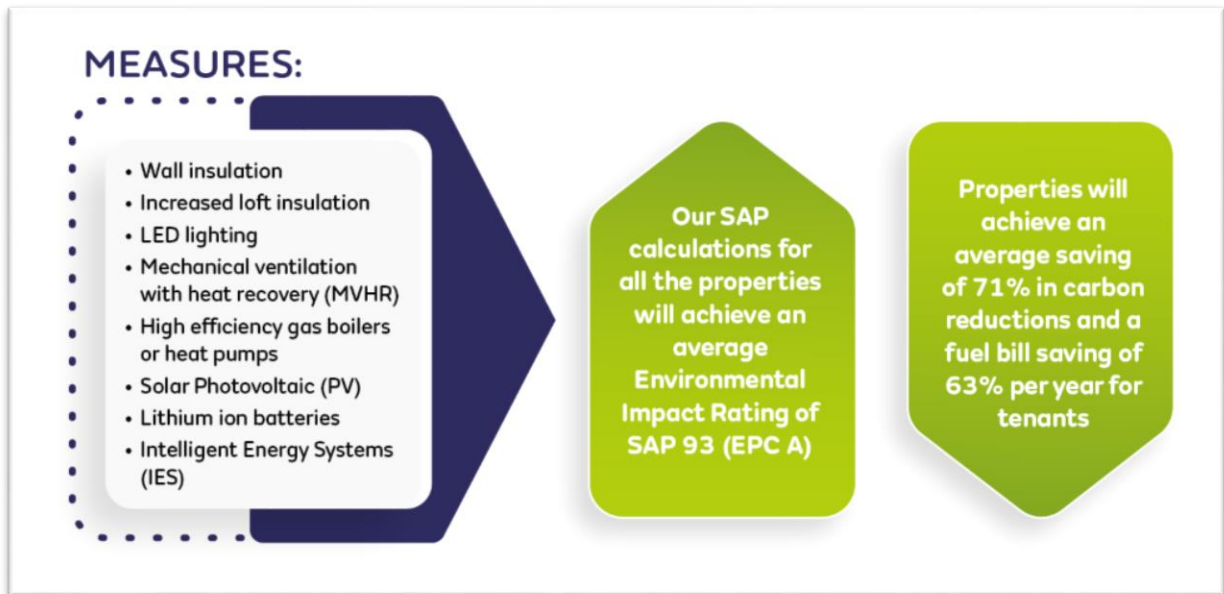 MEASURES:
• Wall insulation
• Increased loft insulation
• LED lighting
• Mechanical ventilation
with heat recovery (MVHR)
• High efficiency gas boilers
or heat pumps
• Solar Photovoltaic (PV)
• Lithium ion batteries
• Intelligent Energy Systems
(IES)
Our SAP
calculations for
all the properties
will achieve an
average
Environmental
Impact Rating of
SAP 93 (EPC A)
Properties will
achieve an
average saving
of 71% in carbon
reductions and a
fuel bill saving of
63% per year for
tenants